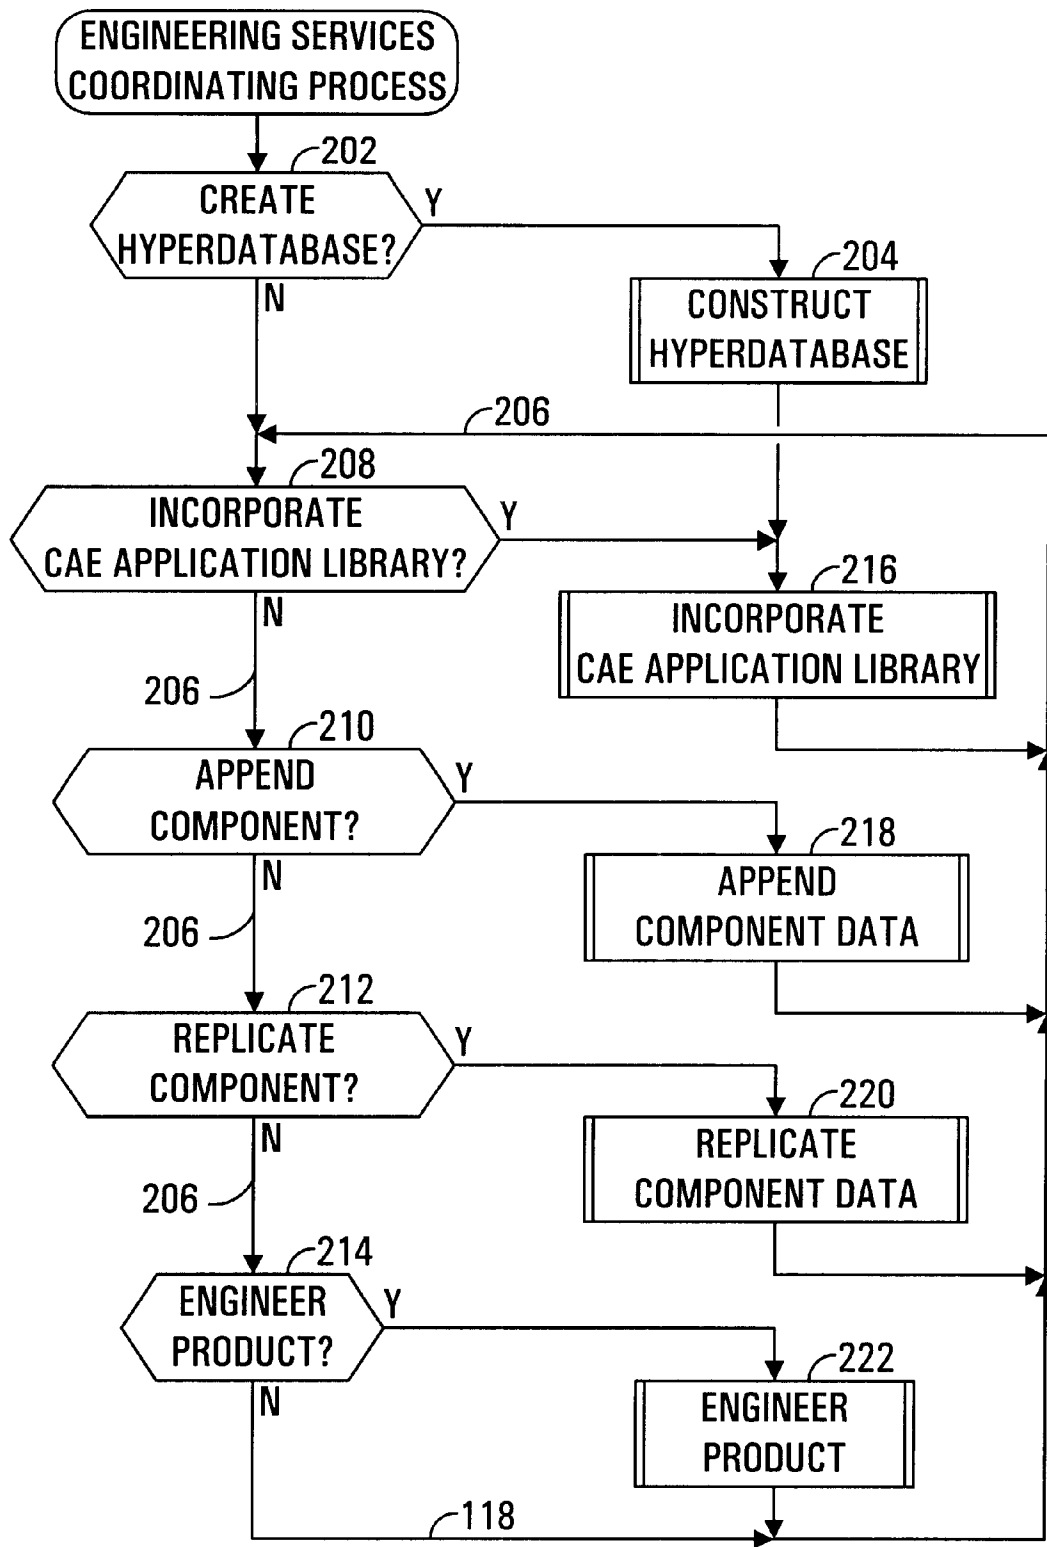 ENGINEERING SERVICES
COORDINATING PROCESS
202
CREATE
HYPERDATABASE?
Y
N
204
CONSTRUCT
HYPERDATABASE
206
208
INCORPORATE
CAE APPLICATION LIBRARY?
Y
N
216
INCORPORATE
CAE APPLICATION LIBRARY
206
210
APPEND
COMPONENT?
Y
N
218
APPEND
COMPONENT DATA
206
212
REPLICATE
COMPONENT?
Y
N
220
REPLICATE
COMPONENT DATA
206
214
ENGINEER
PRODUCT?
Y
N
222
ENGINEER
PRODUCT
118